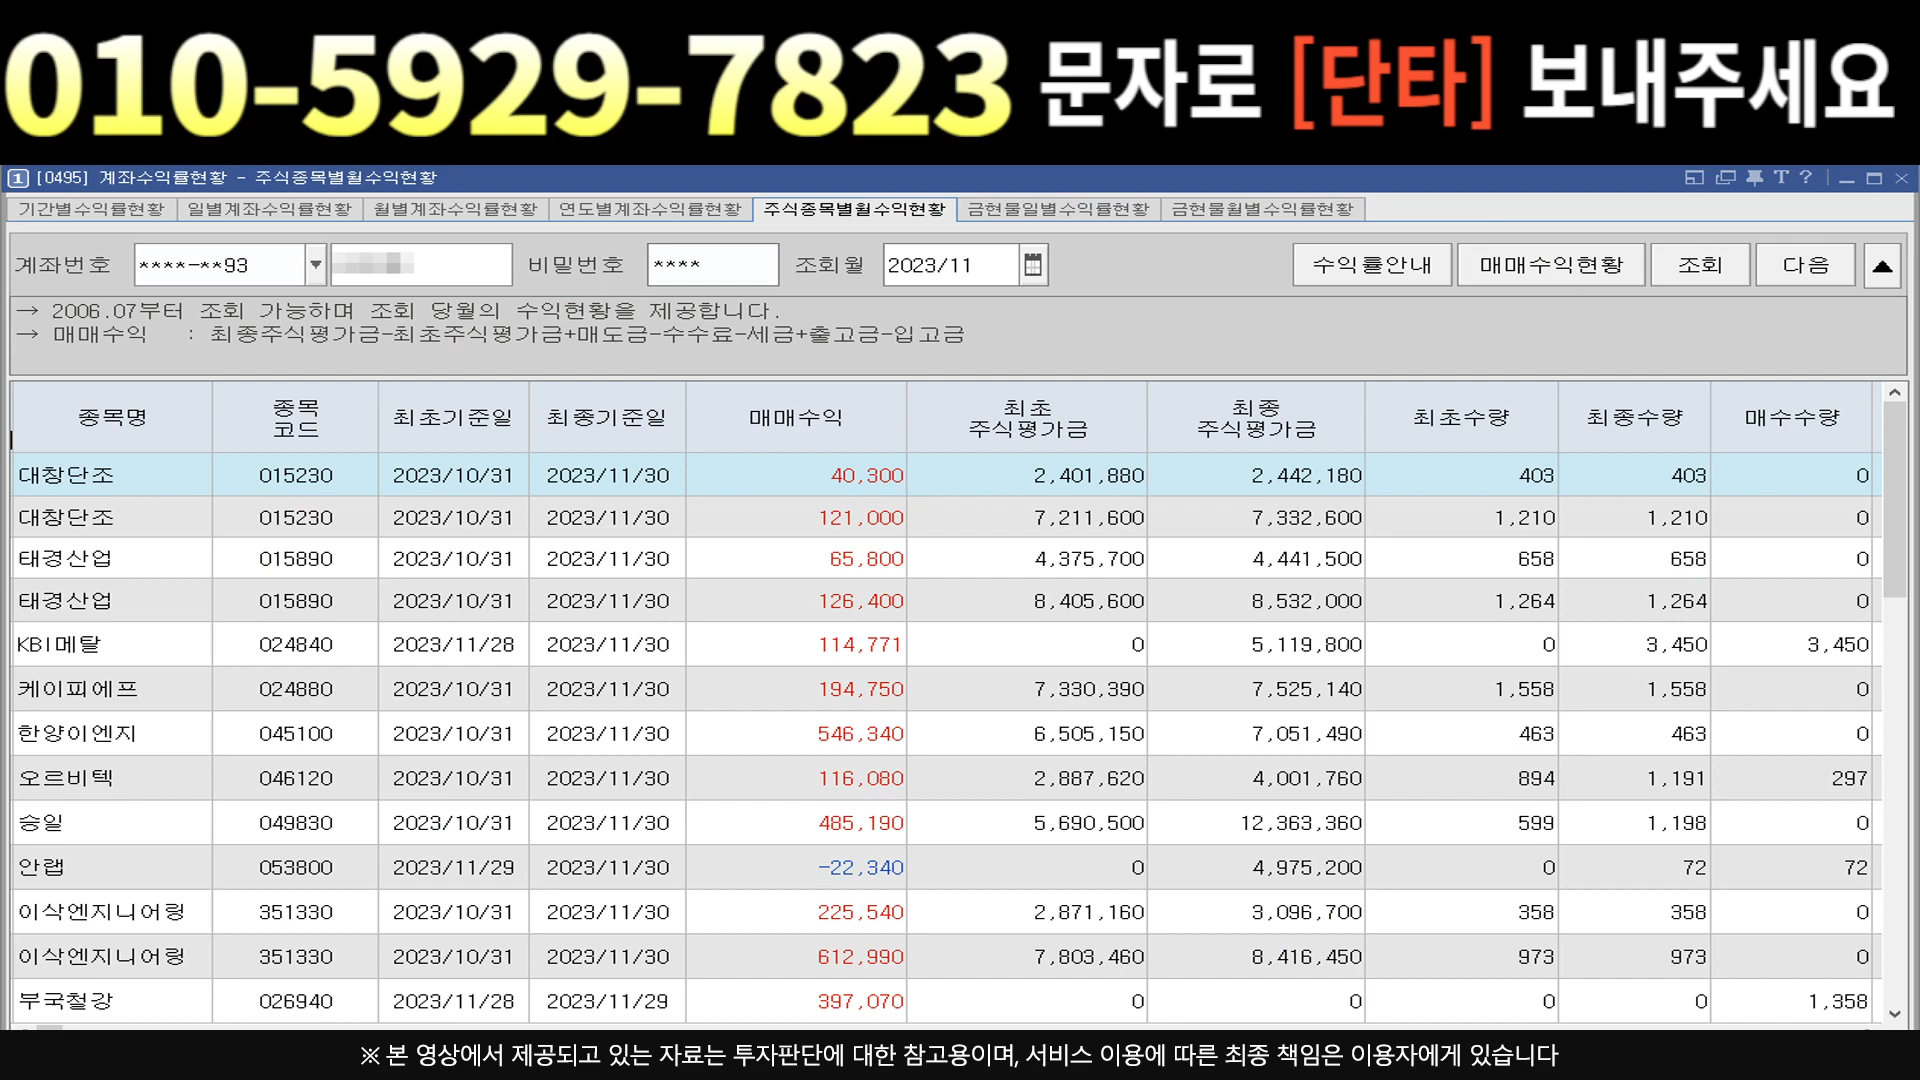 010-5929-7823 문자로 [단타] 보내주세요
1 [0495] 계좌수익률현황 - 주식종목별월수익현황
기간별수익률현황 일별계좌수익률현황 월별계좌수익률현황 연도별계좌수익률현황 주식종목별월수익현황 금현물일별수익률현황 금현물월별수익률현황
계좌번호 ****-**93 비밀번호 **** 조회월 2023/11 수익률안내 매매수익현황 조회 다음
→ 2006.07부터 조회 가능하며 조회 당월의 수익현황을 제공합니다.
→ 매매수익 : 최종주식평가금-최초주식평가금+매도금-수수료-세금+출고금-입고금
종목명 종목코드 최초기준일 최종기준일 매매수익 최초주식평가금 최종주식평가금 최초수량 최종수량 매수수량
대창단조 015230 2023/10/31 2023/11/30 40,300 2,401,880 2,442,180 403 403 0
대창단조 015230 2023/10/31 2023/11/30 121,000 7,211,600 7,332,600 1,210 1,210 0
태경산업 015890 2023/10/31 2023/11/30 65,800 4,375,700 4,441,500 658 658 0
태경산업 015890 2023/10/31 2023/11/30 126,400 8,405,600 8,532,000 1,264 1,264 0
KBI메탈 024840 2023/11/28 2023/11/30 114,771 0 5,119,800 0 3,450 3,450
케이피에프 024880 2023/10/31 2023/11/30 194,750 7,330,390 7,525,140 1,558 1,558 0
한양이엔지 045100 2023/10/31 2023/11/30 546,340 6,505,150 7,051,490 463 463 0
오르비텍 046120 2023/10/31 2023/11/30 116,080 2,887,620 4,001,760 894 1,191 297
승일 049830 2023/10/31 2023/11/30 485,190 5,690,500 12,363,360 599 1,198 0
안랩 053800 2023/11/29 2023/11/30 -22,340 0 4,975,200 0 72 72
이삭엔지니어링 351330 2023/10/31 2023/11/30 225,540 2,871,160 3,096,700 358 358 0
이삭엔지니어링 351330 2023/10/31 2023/11/30 612,990 7,803,460 8,416,450 973 973 0
부국철강 026940 2023/11/28 2023/11/29 397,070 0 0 0 0 1,358
※ 본 영상에서 제공되고 있는 자료는 투자판단에 대한 참고용이며, 서비스 이용에 따른 최종 책임은 이용자에게 있습니다